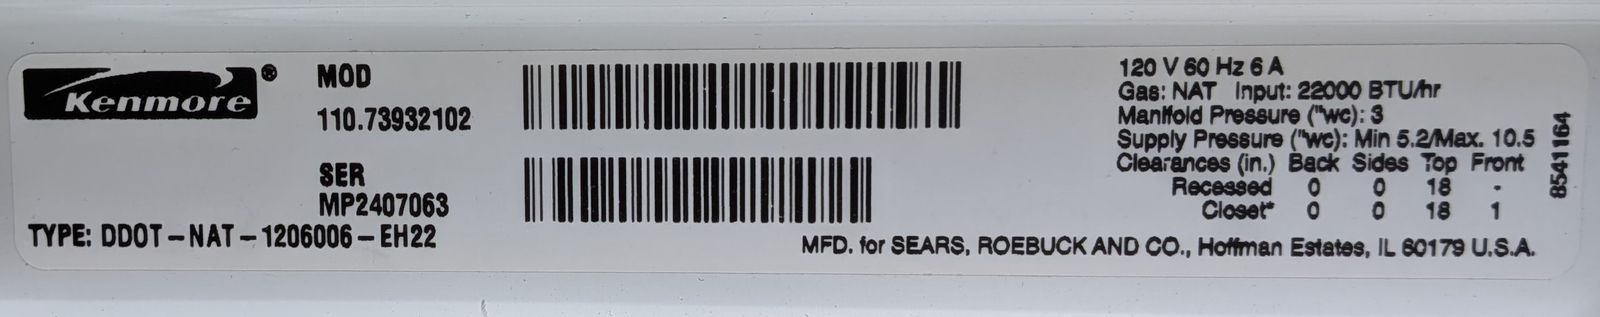 Kenmore®
MOD
110.73932102
SER
MP2407063
TYPE: DDOT-NAT-1206006-EH22
120 V 60 Hz 6 A
Gas: NAT Input: 22000 BTU/hr
Manifold Pressure ("wc): 3
Supply Pressure ("wc): Min 5.2/Max. 10.5
Clearances (in.) Back Sides Top Front
Recessed 0 0 18 -
Closet* 0 0 18 1
MFD. for SEARS, ROEBUCK AND CO., Hoffman Estates, IL 60179 U.S.A.
8541164